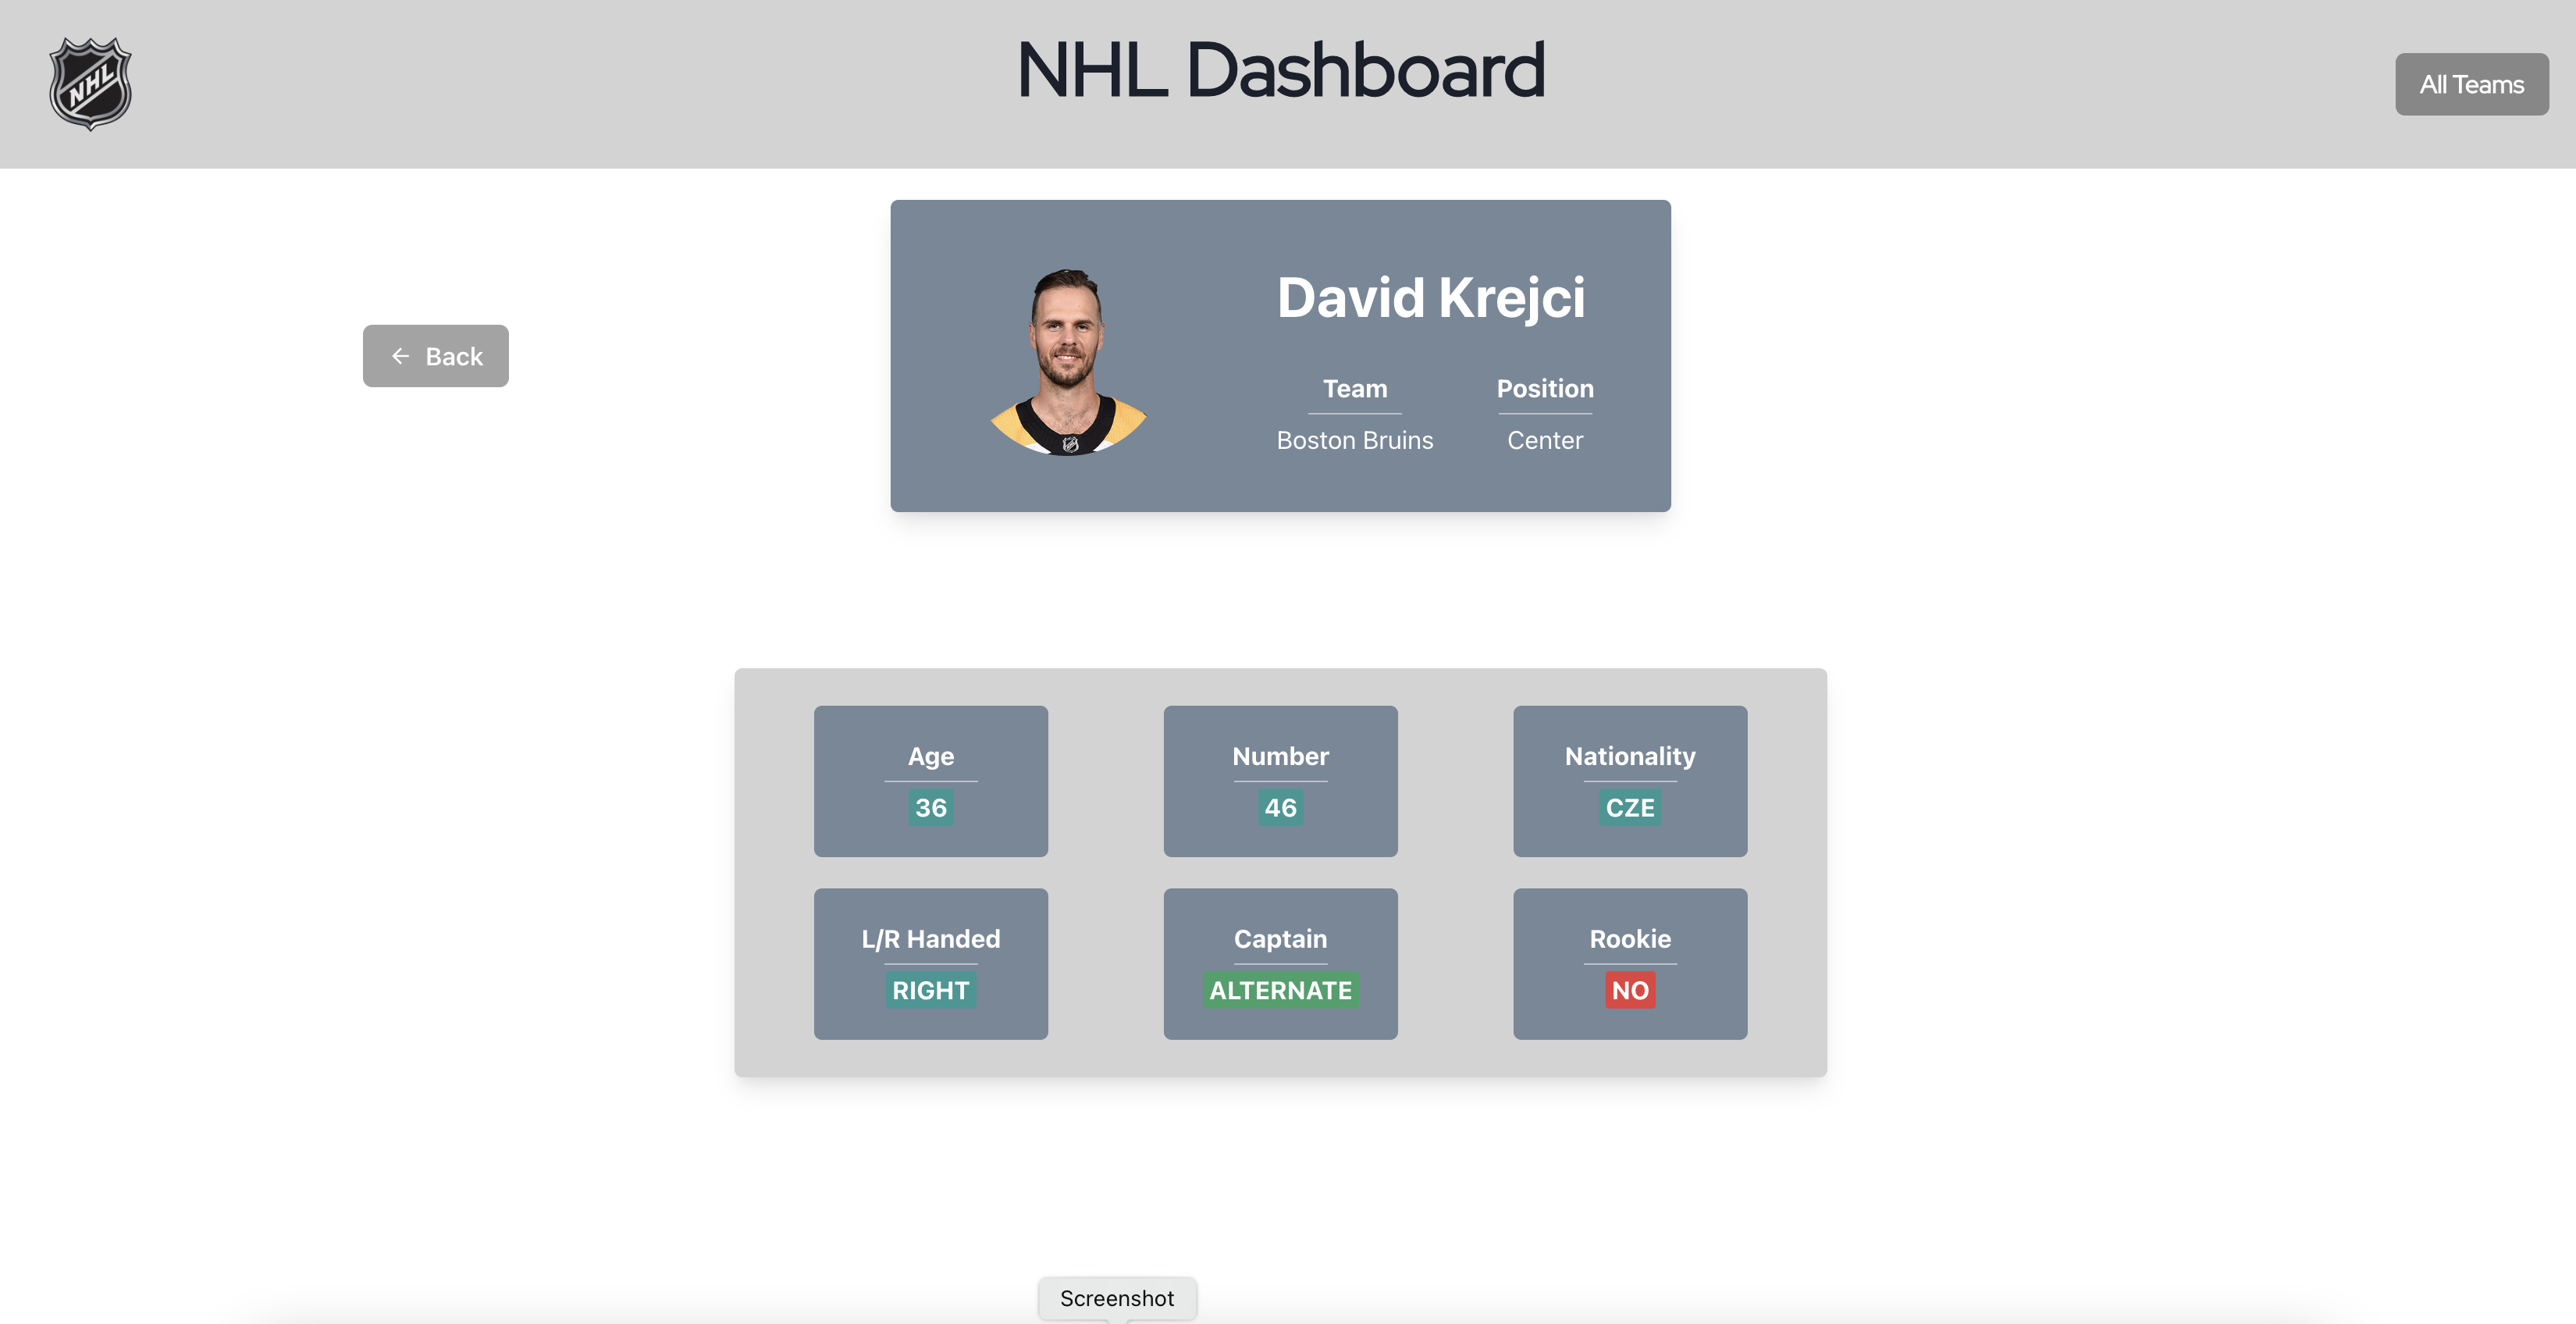 NHL
NHL Dashboard
All Teams
Back
David Krejci
Team
Position
Boston Bruins
Center
Age
Number
Nationality
36
46
CZE
L/R Handed
Captain
Rookie
RIGHT
ALTERNATE
NO
Screenshot